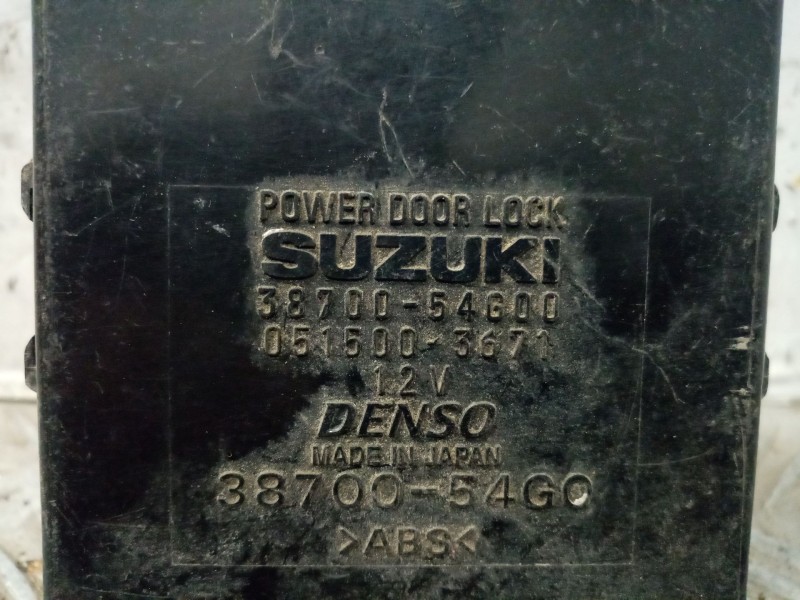 POWER DOOR LOCK
SUZUKI
38700-54G00
051500-3671
12V
DENSO
MADE IN JAPAN
38700-54G0
>ABS<